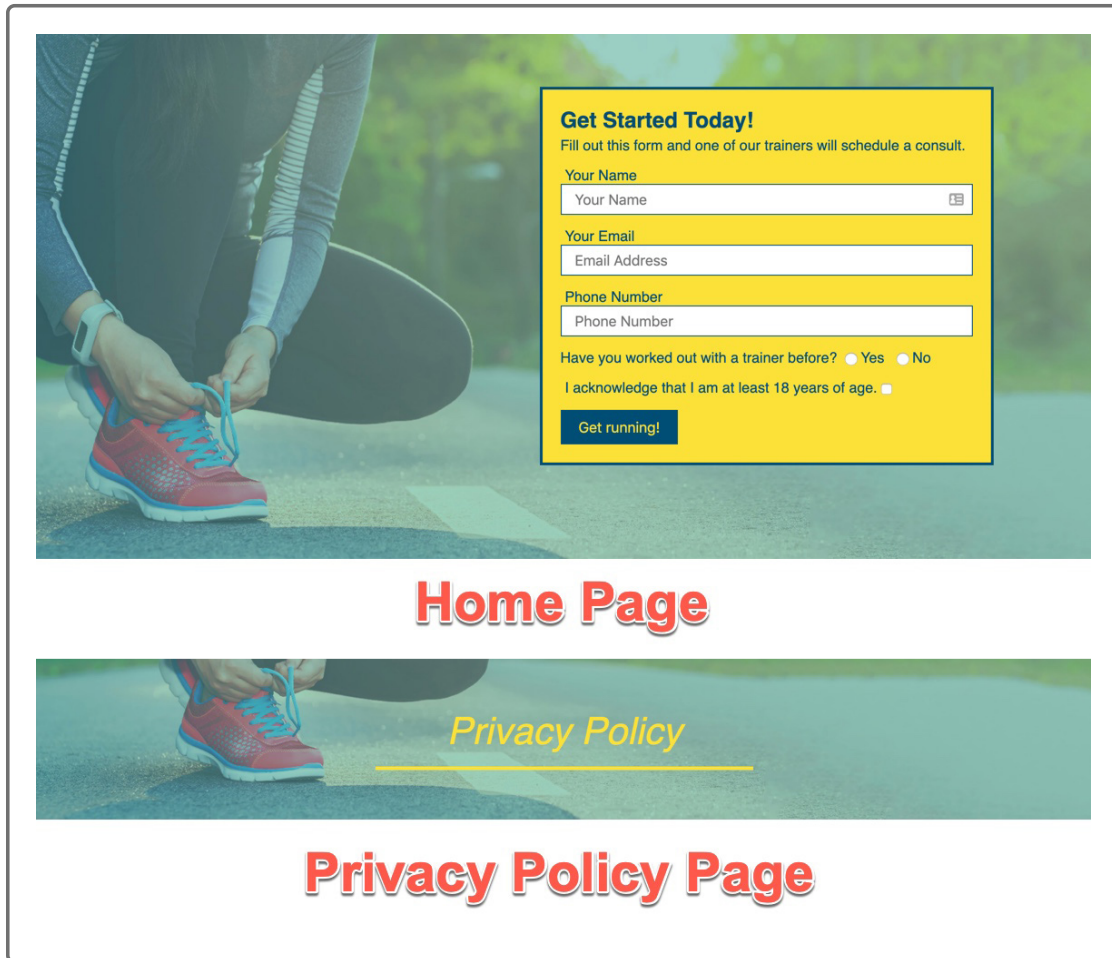 Get Started Today!
Fill out this form and one of our trainers will schedule a consult.
Your Name
Your Name
Your Email
Email Address
Phone Number
Phone Number
Have you worked out with a trainer before? Yes No
I acknowledge that I am at least 18 years of age.
Get running!
Home Page
Privacy Policy
Privacy Policy Page